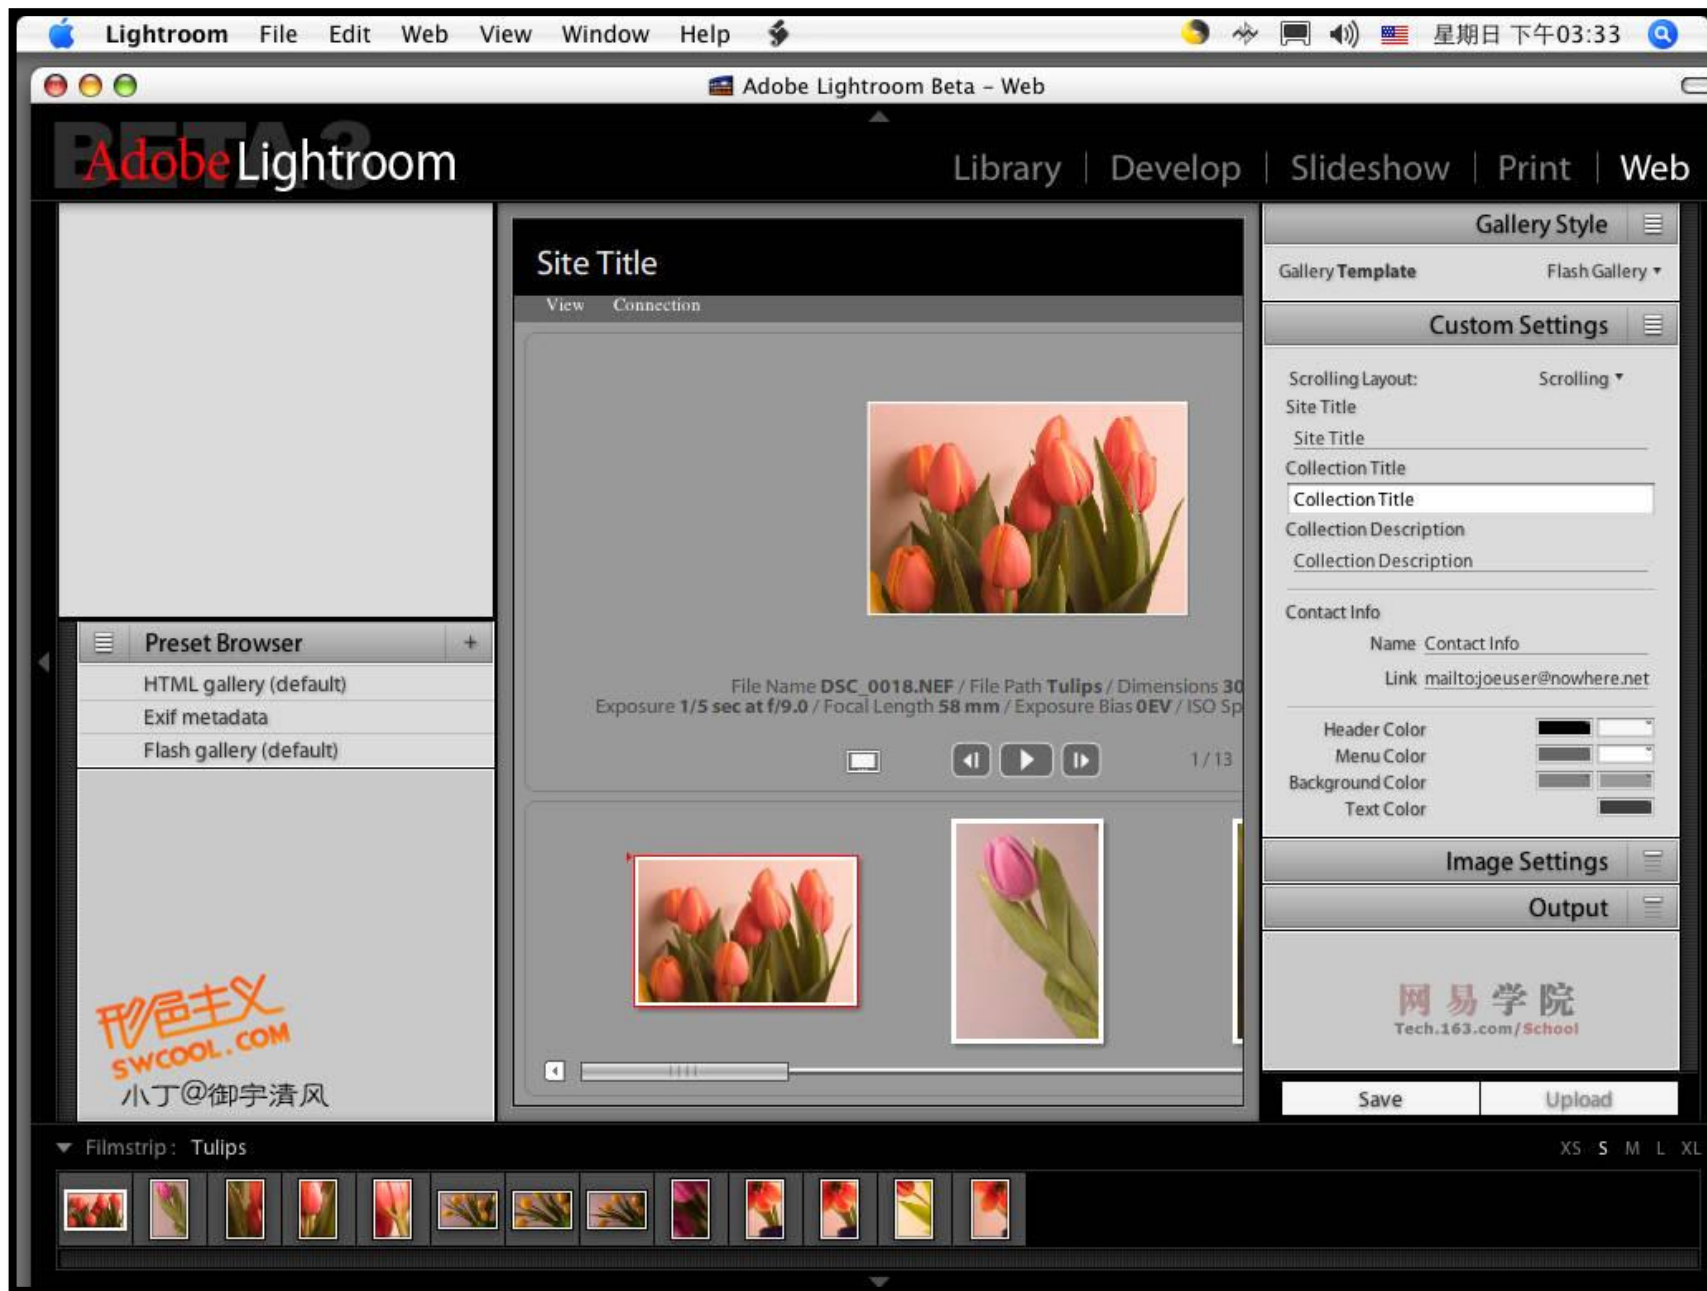 Lightroom File Edit Web View Window Help 星期日 下午03:33
Adobe Lightroom Beta – Web
BETA 3
Adobe Lightroom
Library | Develop | Slideshow | Print | Web
Preset Browser +
HTML gallery (default)
Exif metadata
Flash gallery (default)
形色主义
SWCOOL.COM
小丁@御宇清风
Site Title
View Connection
File Name DSC_0018.NEF / File Path Tulips / Dimensions 30
Exposure 1/5 sec at f/9.0 / Focal Length 58 mm / Exposure Bias 0EV / ISO Sp
1 / 13
Gallery Style
Gallery Template Flash Gallery
Custom Settings
Scrolling Layout: Scrolling
Site Title
Site Title
Collection Title
Collection Title
Collection Description
Collection Description
Contact Info
Name Contact Info
Link mailto:joeuser@nowhere.net
Header Color
Menu Color
Background Color
Text Color
Image Settings
Output
网易学院
Tech.163.com/School
Save Upload
Filmstrip: Tulips XS S M L XL